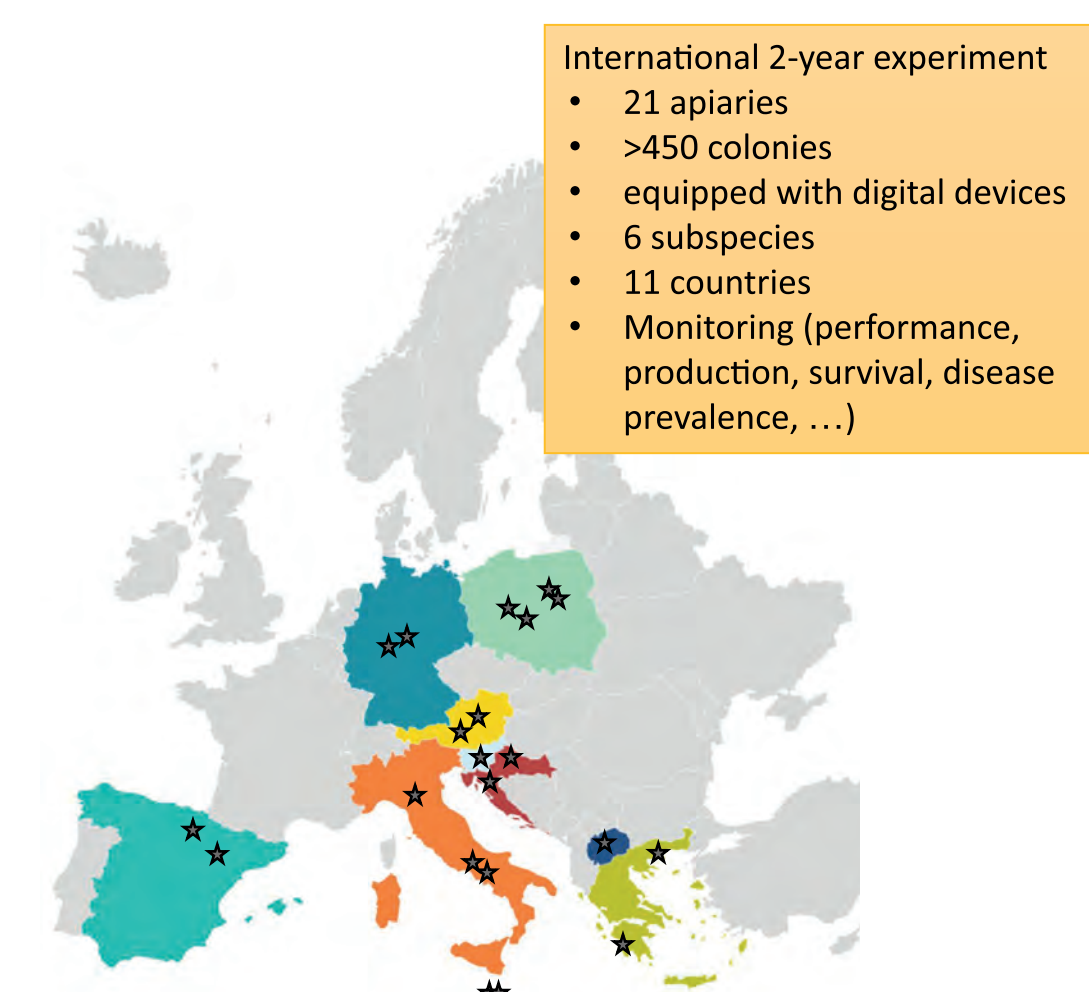 International 2-year experiment
• 21 apiaries
• >450 colonies
• equipped with digital devices
• 6 subspecies
• 11 countries
• Monitoring (performance,
production, survival, disease
prevalence, …)